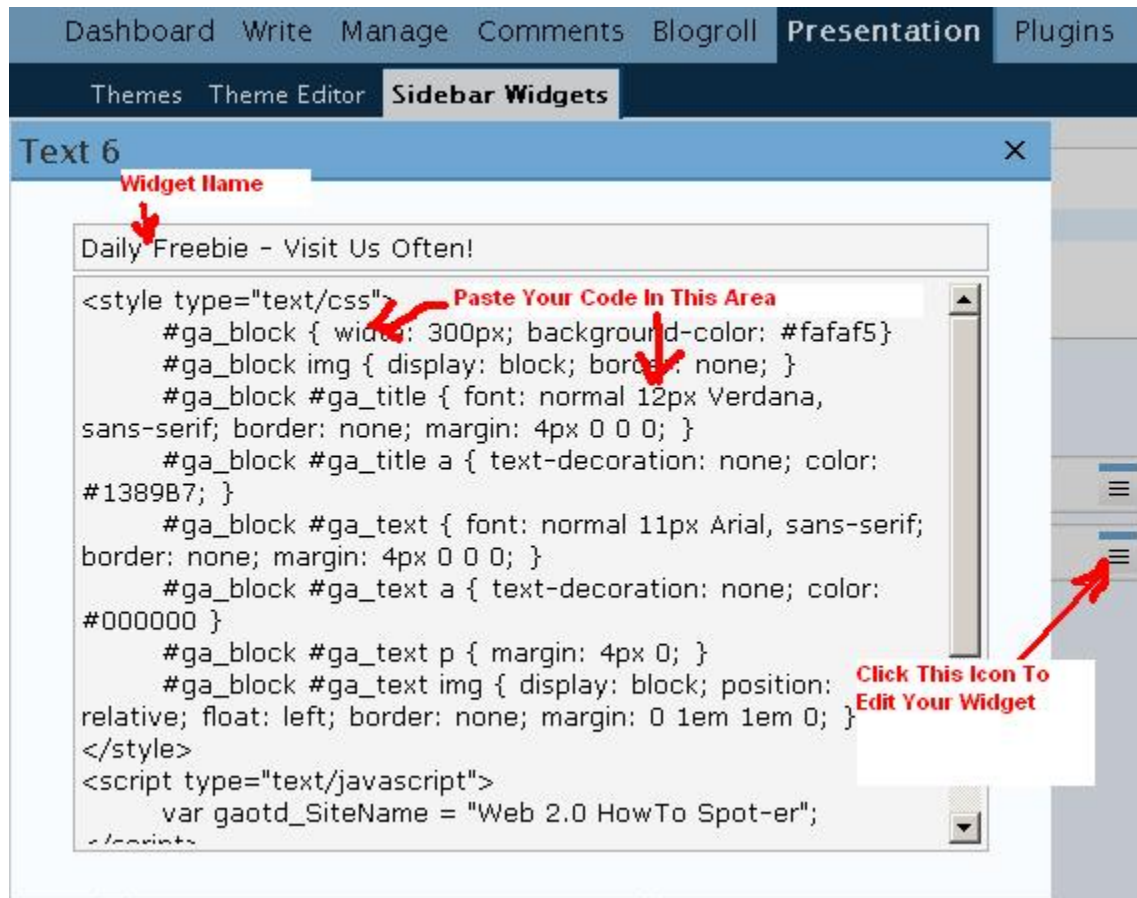 Dashboard Write Manage Comments Blogroll Presentation Plugins
Themes Theme Editor Sidebar Widgets
Text 6
Widget Name
Daily Freebie - Visit Us Often!
Paste Your Code In This Area
<style type="text/css">
#ga_block { width: 300px; background-color: #fafaf5}
#ga_block img { display: block; border: none; }
#ga_block #ga_title { font: normal 12px Verdana,
sans-serif; border: none; margin: 4px 0 0 0; }
#ga_block #ga_title a { text-decoration: none; color:
#1389B7; }
#ga_block #ga_text { font: normal 11px Arial, sans-serif;
border: none; margin: 4px 0 0 0; }
#ga_block #ga_text a { text-decoration: none; color:
#000000 }
#ga_block #ga_text p { margin: 4px 0; }
#ga_block #ga_text img { display: block; position:
relative; float: left; border: none; margin: 0 1em 1em 0; }
</style>
<script type="text/javascript">
var gaotd_SiteName = "Web 2.0 HowTo Spot-er";
</script>
Click This Icon To
Edit Your Widget